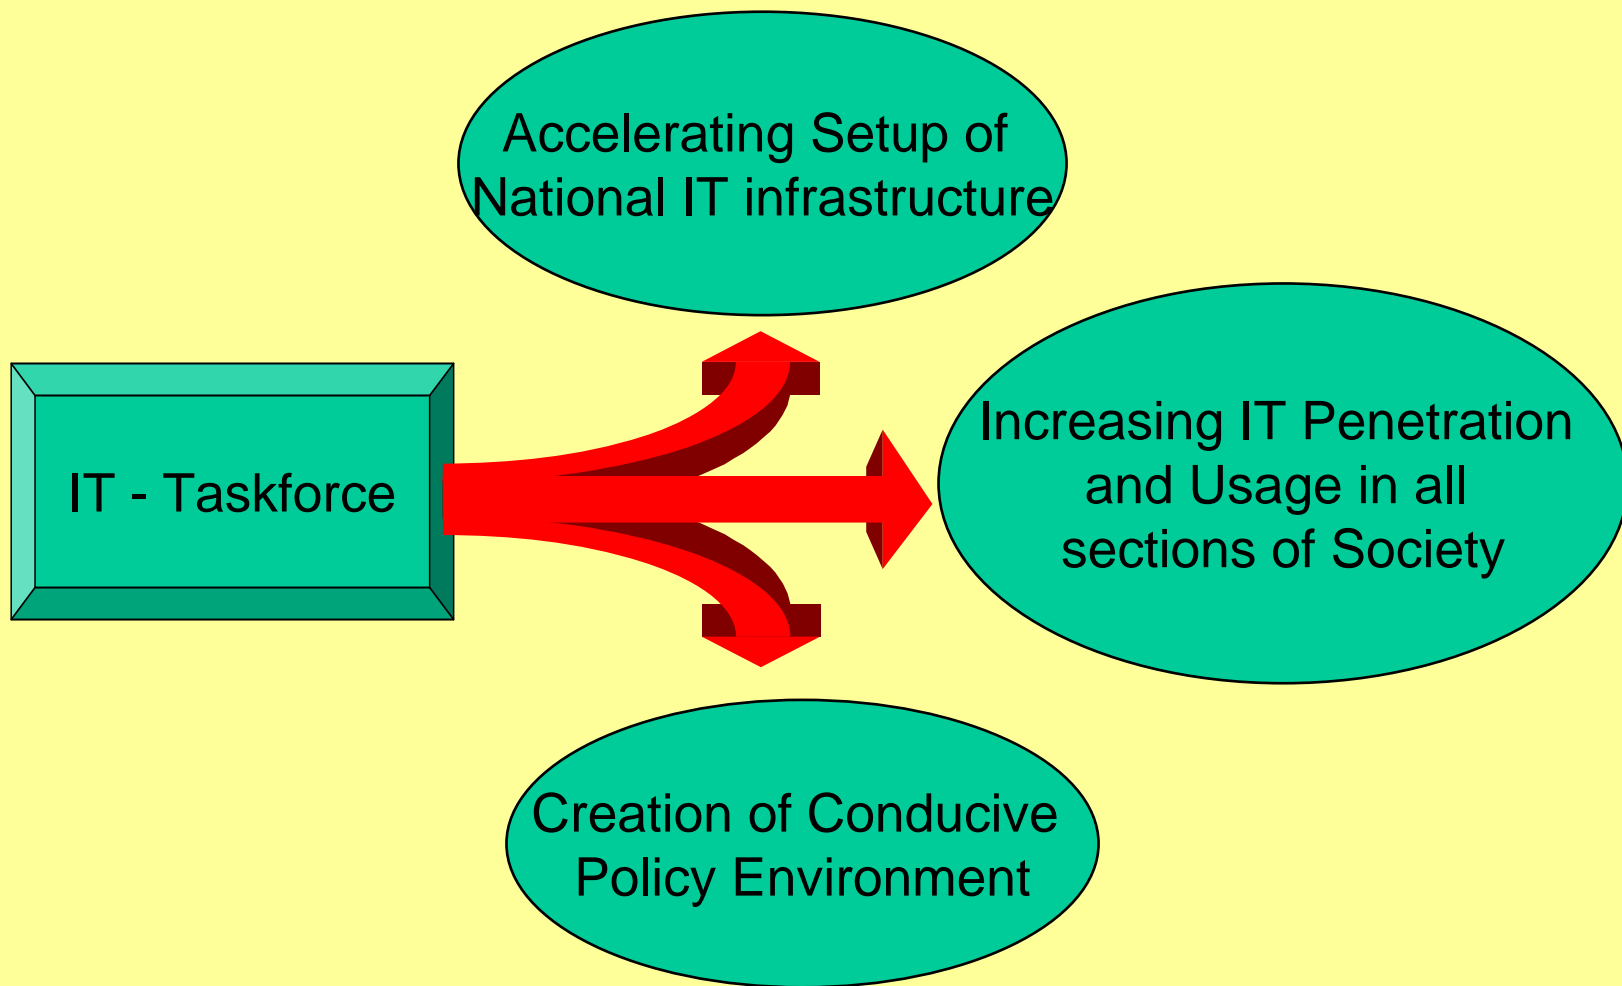 Accelerating Setup of
National IT infrastructure
IT - Taskforce
Increasing IT Penetration
and Usage in all
sections of Society
Creation of Conducive
Policy Environment